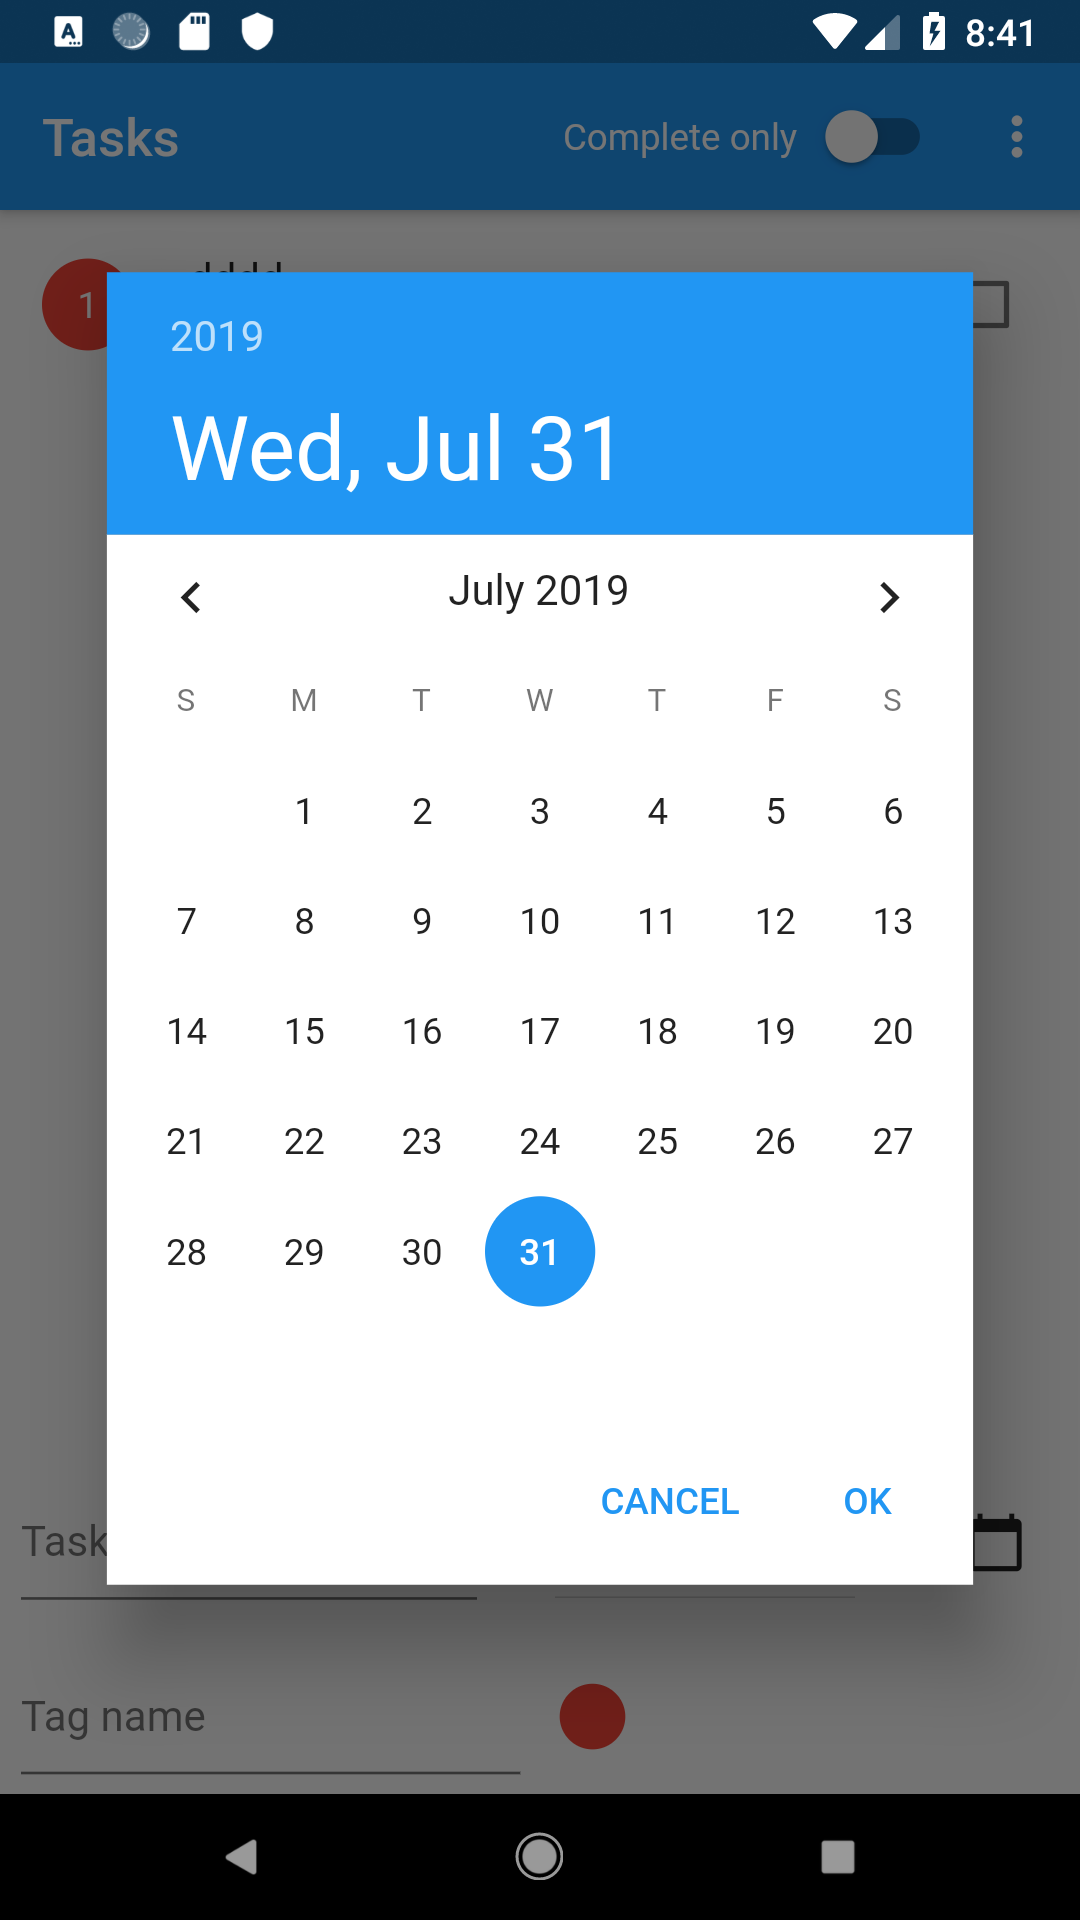 8:41
Tasks Complete only
1
2019
Wed, Jul 31
July 2019
S M T W T F S
1 2 3 4 5 6
7 8 9 10 11 12 13
14 15 16 17 18 19 20
21 22 23 24 25 26 27
28 29 30 31
CANCEL OK
Task
Tag name